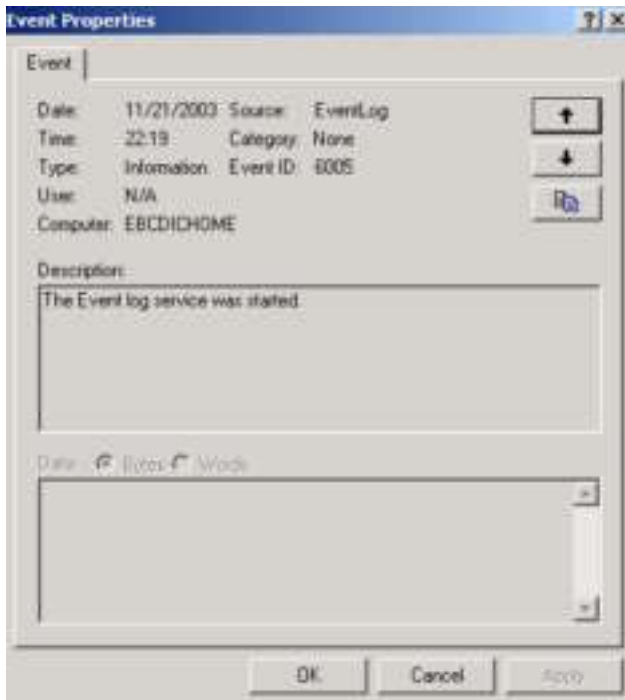 Event Properties
Event
Date: 11/21/2003 Source: EventLog
Time: 22:19 Category: None
Type: Information Event ID: 6005
User: N/A
Computer: EBCDICHOME
Description:
The Event log service was started.
Data: Bytes Words
OK Cancel Apply